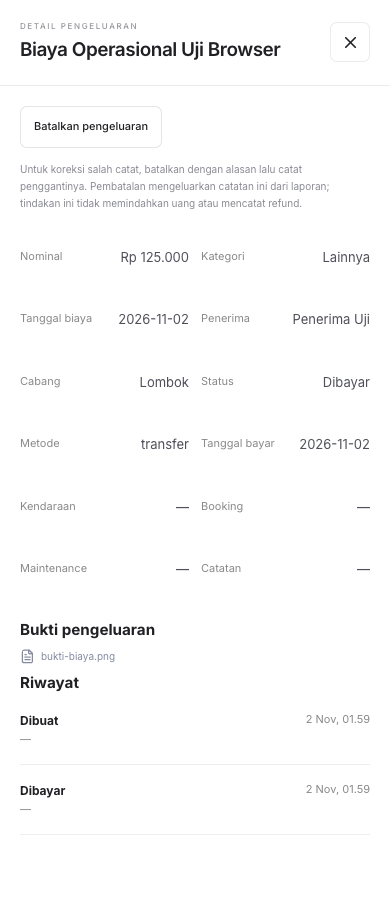 DETAIL PENGELUARAN
Biaya Operasional Uji Browser
Batalkan pengeluaran
Untuk koreksi salah catat, batalkan dengan alasan lalu catat
penggantinya. Pembatalan mengeluarkan catatan ini dari laporan;
tindakan ini tidak memindahkan uang atau mencatat refund.
Nominal Rp 125.000 Kategori Lainnya
Tanggal biaya 2026-11-02 Penerima Penerima Uji
Cabang Lombok Status Dibayar
Metode transfer Tanggal bayar 2026-11-02
Kendaraan — Booking —
Maintenance — Catatan —
Bukti pengeluaran
bukti-biaya.png
Riwayat
Dibuat 2 Nov, 01.59
—
Dibayar 2 Nov, 01.59
—